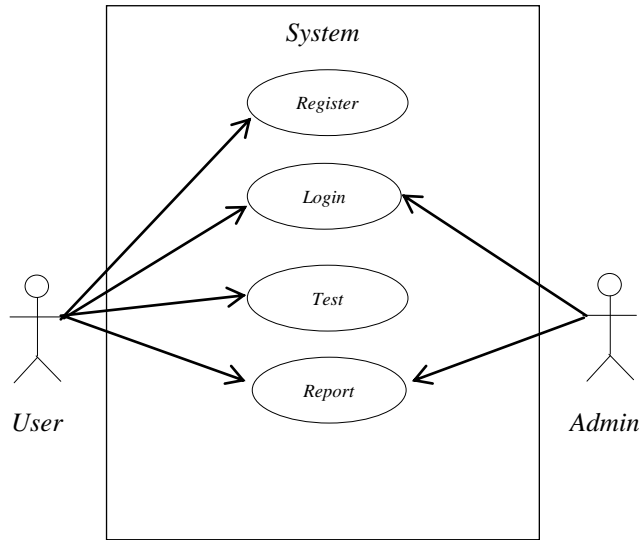 System
Register
Login
Test
Report
User
Admin